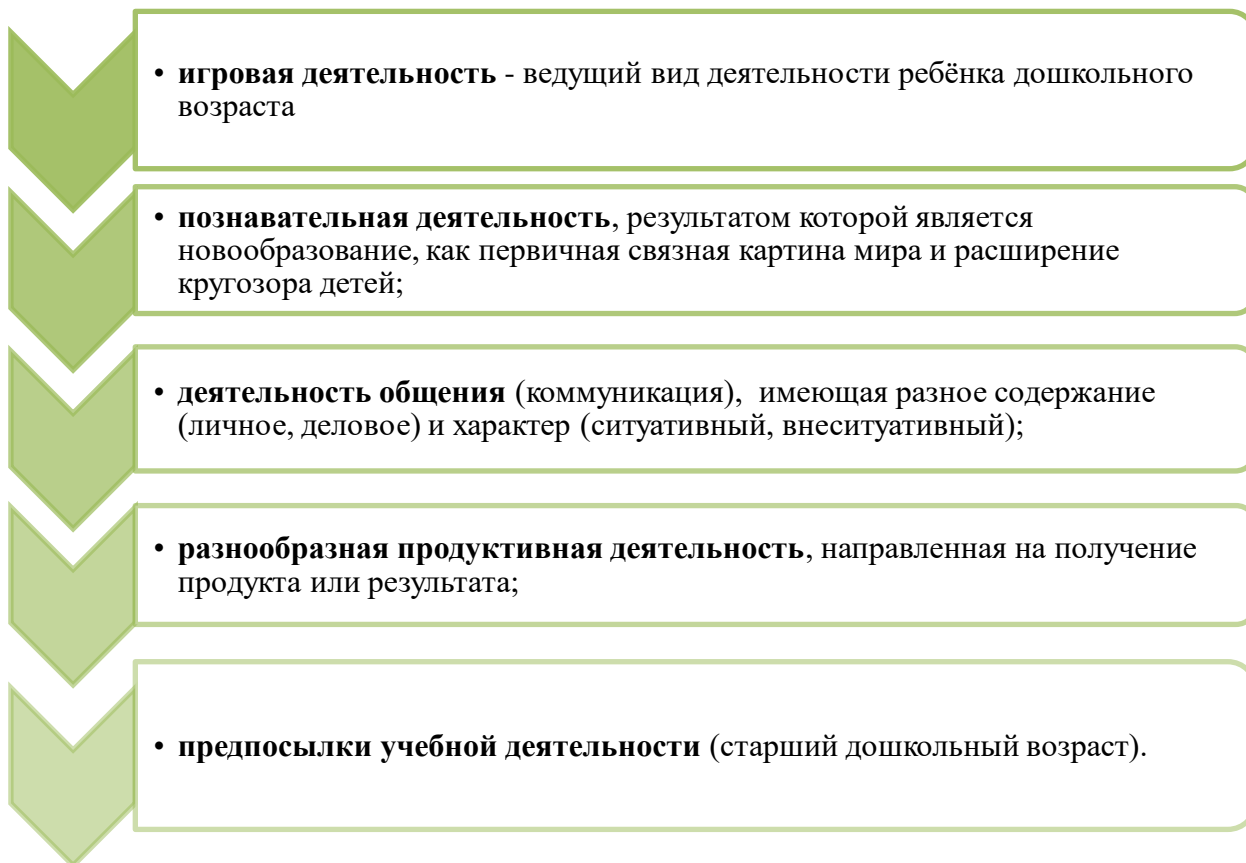 • игровая деятельность - ведущий вид деятельности ребёнка дошкольного
возраста
• познавательная деятельность, результатом которой является
новообразование, как первичная связная картина мира и расширение
кругозора детей;
• деятельность общения (коммуникация), имеющая разное содержание
(личное, деловое) и характер (ситуативный, внеситуативный);
• разнообразная продуктивная деятельность, направленная на получение
продукта или результата;
• предпосылки учебной деятельности (старший дошкольный возраст).